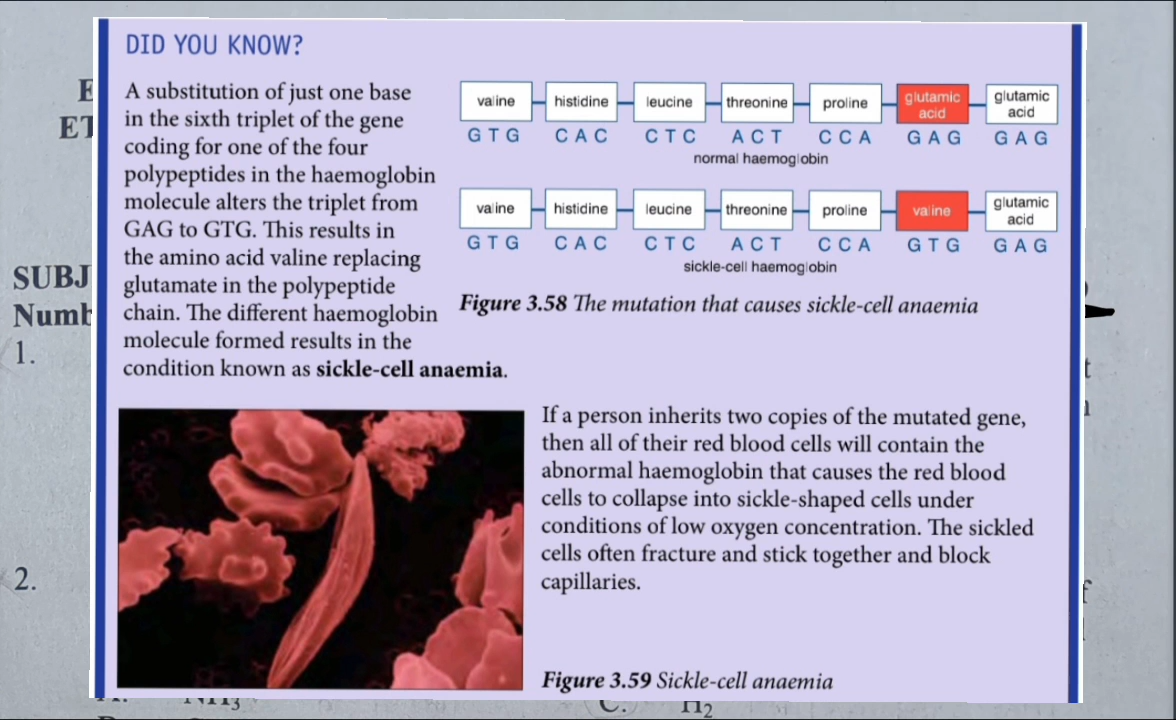 DID YOU KNOW?
A substitution of just one base
in the sixth triplet of the gene
coding for one of the four
polypeptides in the haemoglobin
molecule alters the triplet from
GAG to GTG. This results in
the amino acid valine replacing
glutamate in the polypeptide
chain. The different haemoglobin
molecule formed results in the
condition known as sickle-cell anaemia.
valine histidine leucine threonine proline glutamic acid glutamic acid
GTG CAC CTC ACT CCA GAG GAG
normal haemoglobin
valine histidine leucine threonine proline valine glutamic acid
GTG CAC CTC ACT CCA GTG GAG
sickle-cell haemoglobin
Figure 3.58 The mutation that causes sickle-cell anaemia
If a person inherits two copies of the mutated gene,
then all of their red blood cells will contain the
abnormal haemoglobin that causes the red blood
cells to collapse into sickle-shaped cells under
conditions of low oxygen concentration. The sickled
cells often fracture and stick together and block
capillaries.
Figure 3.59 Sickle-cell anaemia
E
ET
SUBJ
Numb
1.
2.
C. H2